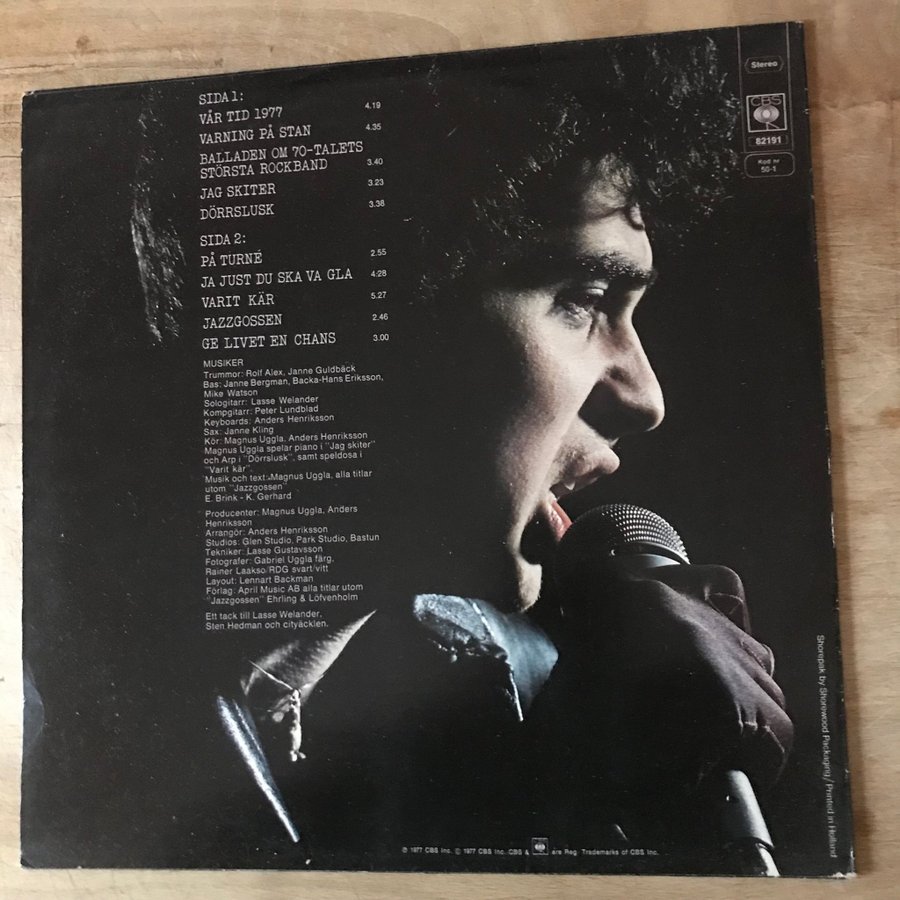 SIDA 1:
VÅR TID 1977 4.19
VARNING PÅ STAN 4.35
BALLADEN OM 70-TALETS
STÖRSTA ROCKBAND 3.40
JAG SKITER 3.23
DÖRRSLUSK 3.38
SIDA 2:
PÅ TURNÉ 2.55
JA JUST DU SKA VA GLA 4:28
VARIT KÄR 5.27
JAZZGOSSEN 2.46
GE LIVET EN CHANS 3.00
MUSIKER
Trummor: Rolf Alex, Janne Guldbäck
Bas: Janne Bergman, Backa-Hans Eriksson,
Mike Watson
Sologitarr: Lasse Welander
Kompgitarr: Peter Lundblad
Keyboards: Anders Henriksson
Sax: Janne Kling
Kör: Magnus Uggla, Anders Henriksson
Magnus Uggla spelar piano i "Jag skiter"
och Arp i "Dörrslusk", samt speldosa i
"Varit kär".
Musik och text: Magnus Uggla, alla titlar
utom "Jazzgossen"
E. Brink - K. Gerhard
Producenter: Magnus Uggla, Anders
Henriksson
Arrangör: Anders Henriksson
Studios: Glen Studio, Park Studio, Bastun
Tekniker: Lasse Gustavsson
Fotografer: Gabriel Uggla färg,
Rainer Laakso/RDG svart/vitt
Layout: Lennart Backman
Förlag: April Music AB alla titlar utom
"Jazzgossen" Ehrling & Löfvenholm
Ett tack till Lasse Welander,
Sten Hedman och cityäcklen.
Stereo
CBS
82191
Kod nr
50-1
Shorepak by Shorewood Packaging / Printed in Holland
℗ 1977 CBS Inc. © 1977 CBS Inc. CBS & are Reg. Trademarks of CBS Inc.